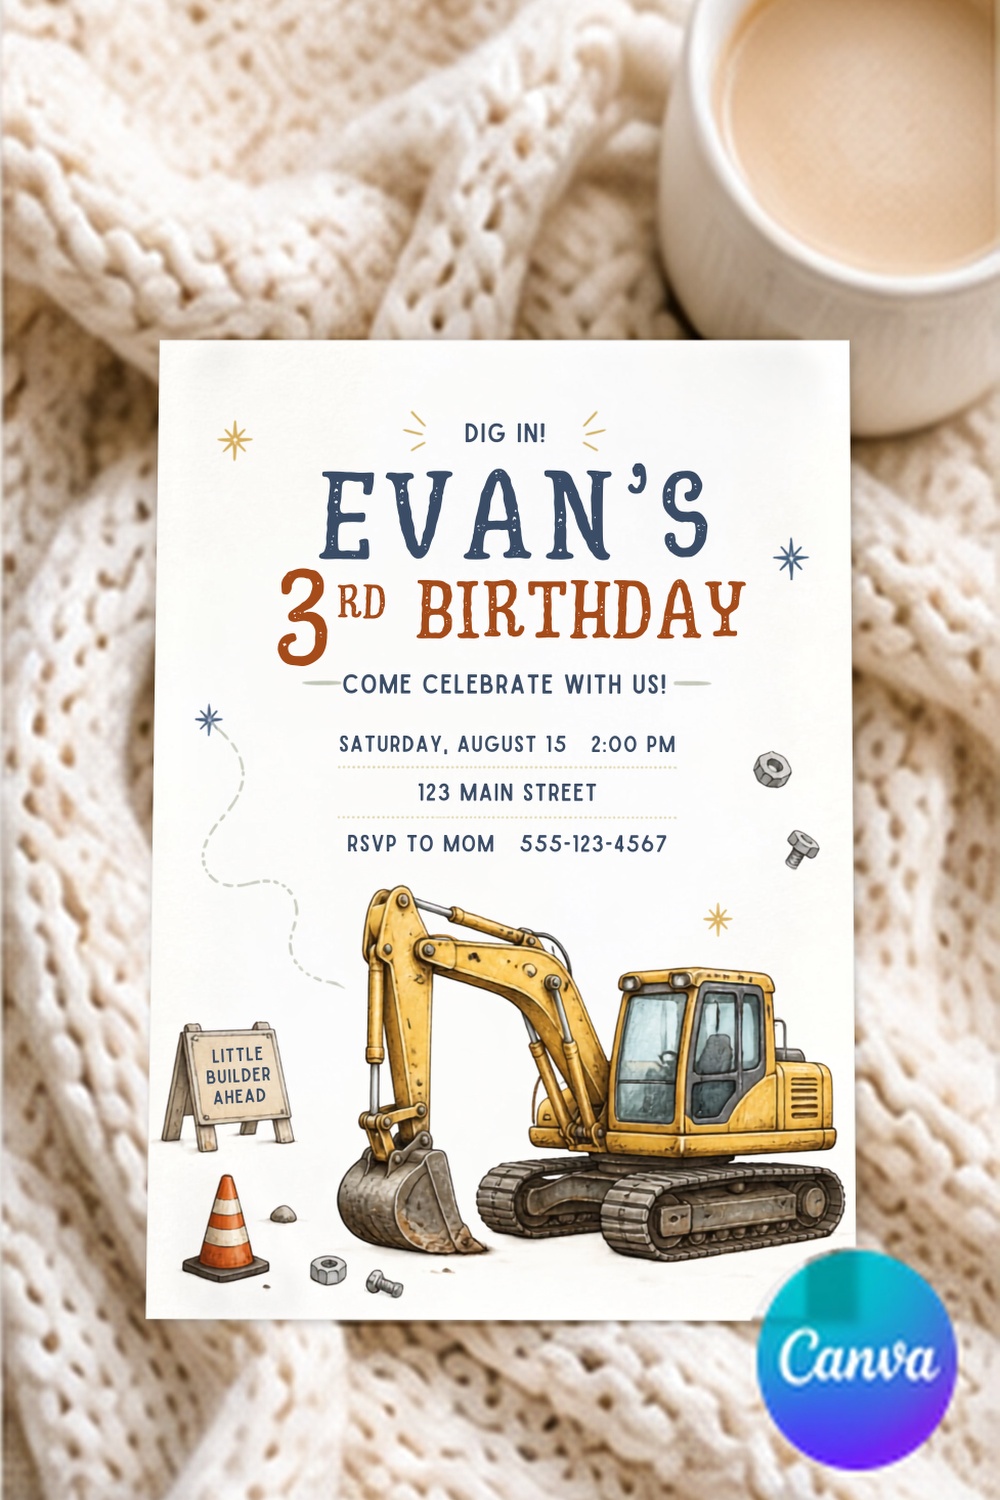 DIG IN!
EVAN'S
3RD BIRTHDAY
COME CELEBRATE WITH US!
SATURDAY, AUGUST 15 2:00 PM
123 MAIN STREET
RSVP TO MOM 555-123-4567
LITTLE
BUILDER
AHEAD
Canva